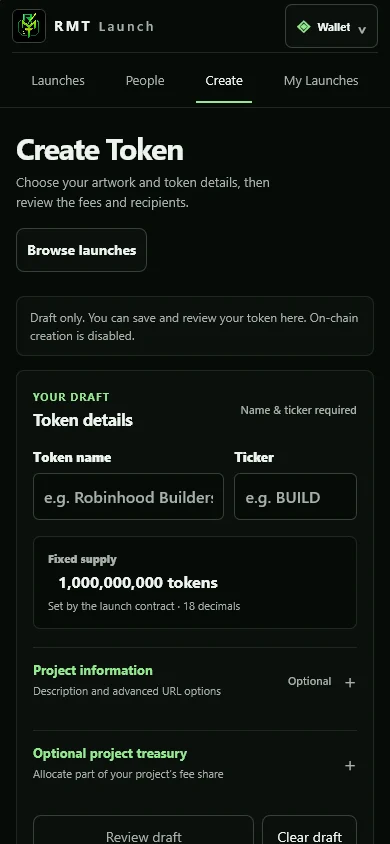 RMT Launch
Wallet
Launches People Create My Launches
Create Token
Choose your artwork and token details, then
review the fees and recipients.
Browse launches
Draft only. You can save and review your token here. On-chain
creation is disabled.
YOUR DRAFT
Token details
Name & ticker required
Token name Ticker
e.g. Robinhood Builders e.g. BUILD
Fixed supply
1,000,000,000 tokens
Set by the launch contract · 18 decimals
Project information
Description and advanced URL options
Optional +
Optional project treasury
Allocate part of your project's fee share
+
Review draft Clear draft